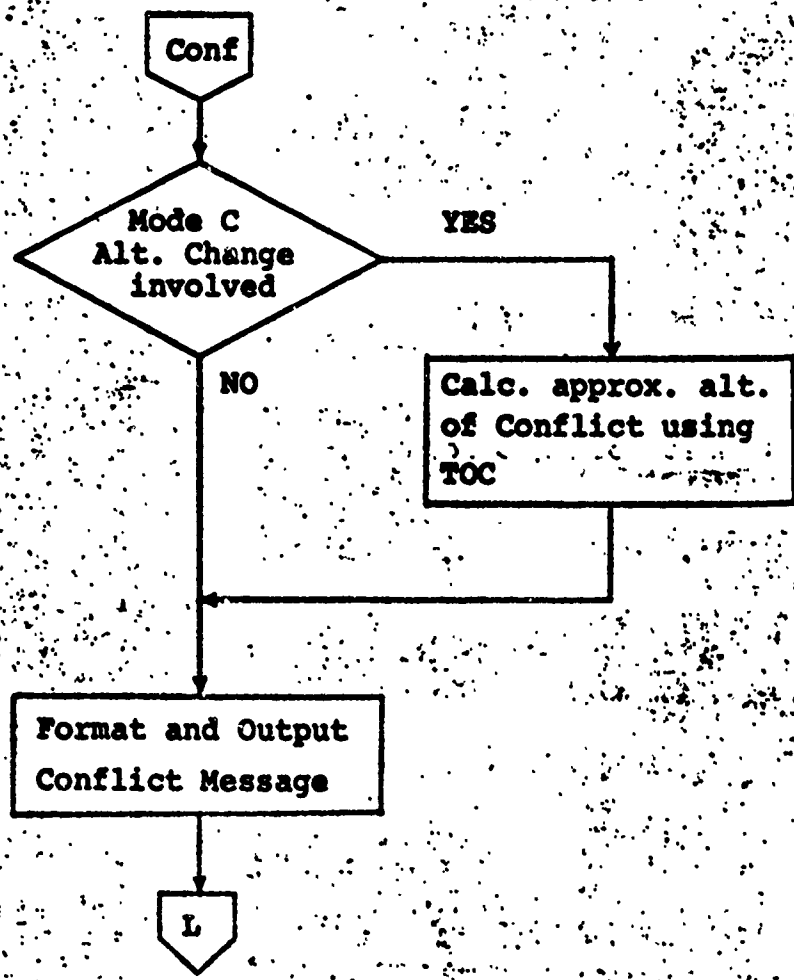 Conf
Mode C
Alt. Change
involved
YES
NO
Calc. approx. alt.
of Conflict using
TOC
Format and Output
Conflict Message
L